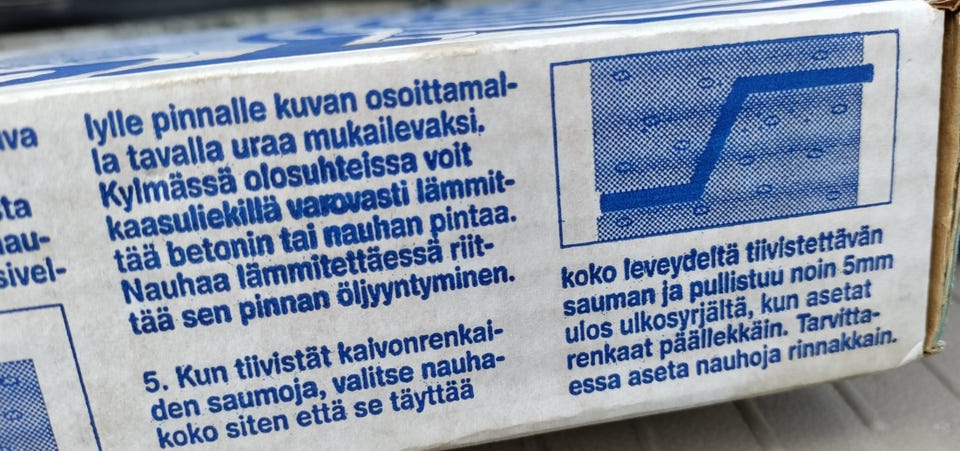 va
sta
nau-
sivel-
lylle pinnalle kuvan osoittamal-
la tavalla uraa mukailevaksi.
Kylmässä olosuhteissa voit
kaasuliekillä varovasti lämmit-
tää betonin tai nauhan pintaa.
Nauhaa lämmitettäessä riit-
tää sen pinnan öljyyntyminen.
5. Kun tiivistät kaivonrenkai-
den saumoja, valitse nauha-
koko siten että se täyttää
koko leveydeltä tiivistettävän
sauman ja pullistuu noin 5mm
ulos ulkosyrjältä, kun asetat
renkaat päällekkäin. Tarvitta-
essa aseta nauhoja rinnakkain.